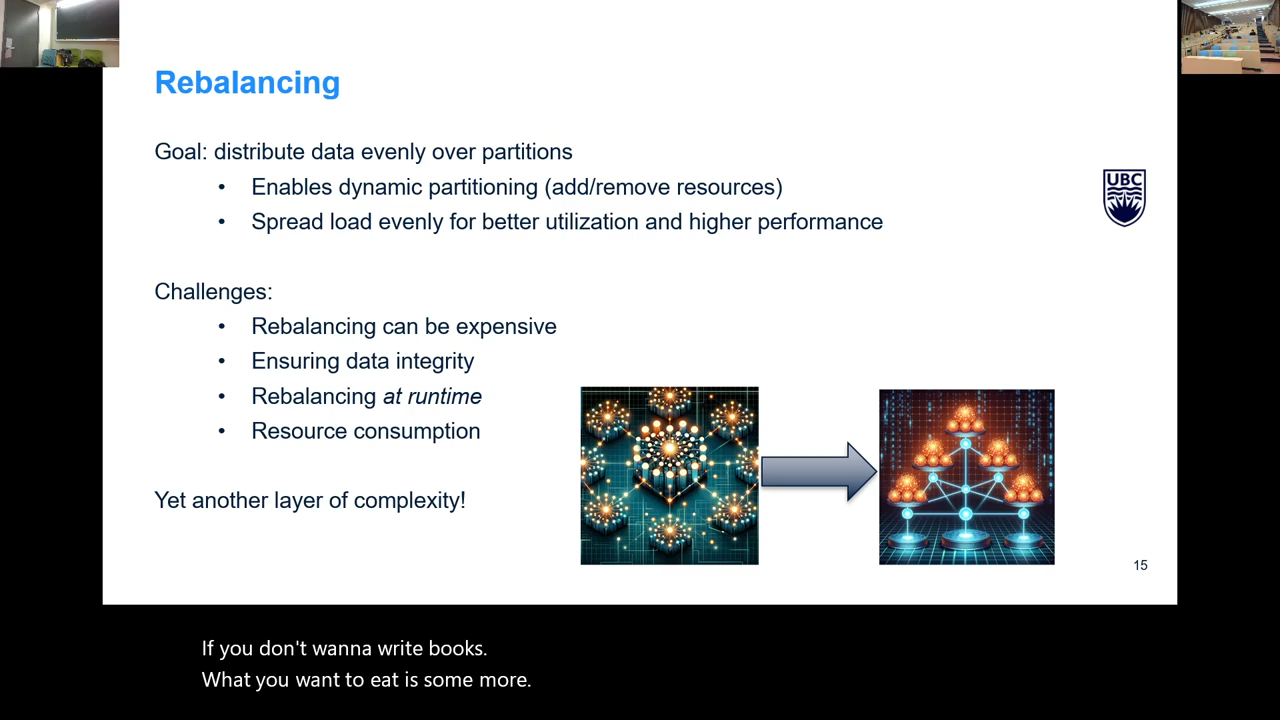 Rebalancing
Goal: distribute data evenly over partitions
• Enables dynamic partitioning (add/remove resources)
• Spread load evenly for better utilization and higher performance
UBC
Challenges:
• Rebalancing can be expensive
• Ensuring data integrity
• Rebalancing at runtime
• Resource consumption
Yet another layer of complexity!
15
If you don't wanna write books.
What you want to eat is some more.